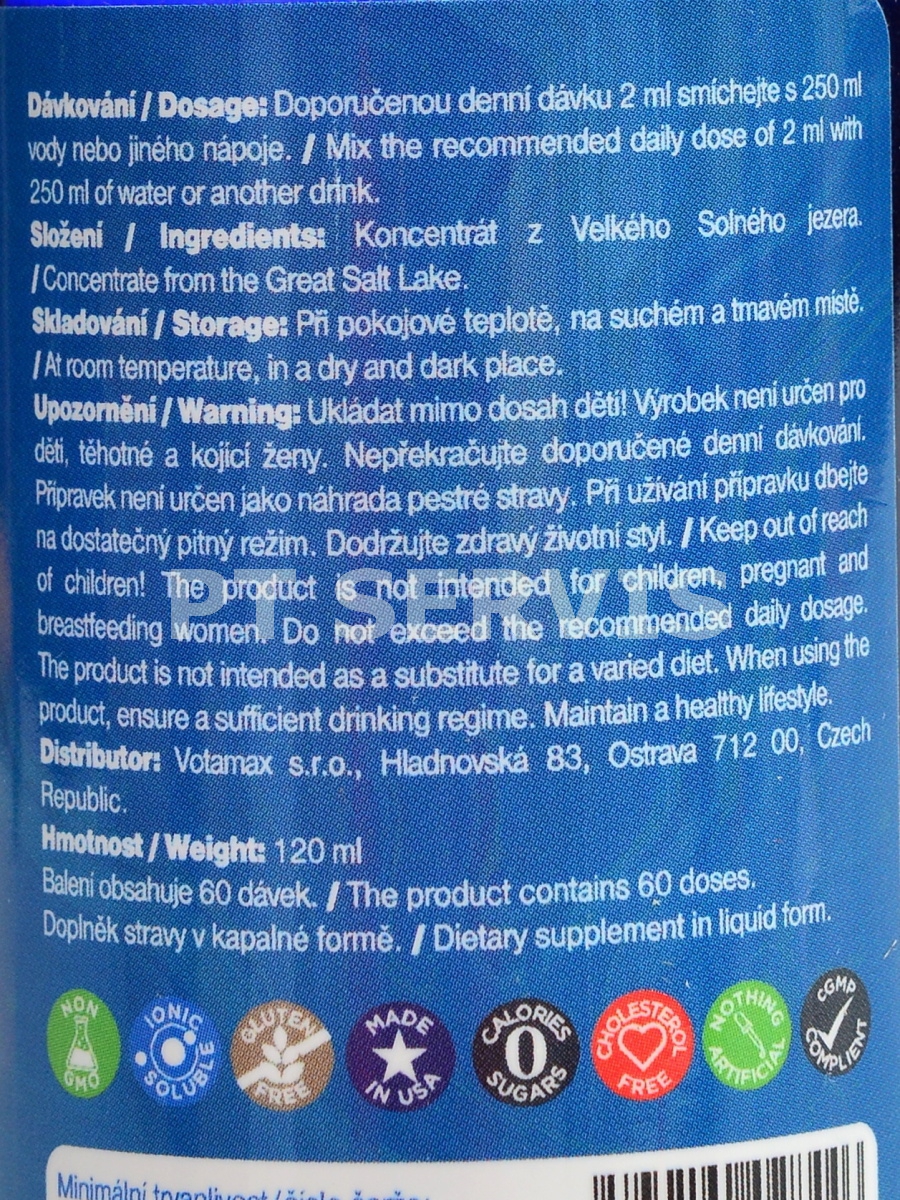 Dávkování / Dosage: Doporučenou denní dávku 2 ml smíchejte s 250 ml
vody nebo jiného nápoje. / Mix the recommended daily dose of 2 ml with
250 ml of water or another drink.
Složení / Ingredients: Koncentrát z Velkého Solného jezera.
/ Concentrate from the Great Salt Lake.
Skladování / Storage: Při pokojové teplotě, na suchém a tmavém místě.
/ At room temperature, in a dry and dark place.
Upozornění / Warning: Ukládat mimo dosah dětí! Výrobek není určen pro
děti, těhotné a kojící ženy. Nepřekračujte doporučené denní dávkování.
Přípravek není určen jako náhrada pestré stravy. Při užívání přípravku dbejte
na dostatečný pitný režim. Dodržujte zdravý životní styl. / Keep out of reach
of children! The product is not intended for children, pregnant and
breastfeeding women. Do not exceed the recommended daily dosage.
The product is not intended as a substitute for a varied diet. When using the
product, ensure a sufficient drinking regime. Maintain a healthy lifestyle.
Distributor: Votamax s.r.o., Hladnovská 83, Ostrava 712 00, Czech
Republic.
Hmotnost / Weight: 120 ml
Balení obsahuje 60 dávek. / The product contains 60 doses.
Doplněk stravy v kapalné formě. / Dietary supplement in liquid form.
PT SERVIS
NON GMO
IONIC SOLUBLE
GLUTEN FREE
MADE IN USA
CALORIES 0 SUGARS
CHOLESTEROL FREE
NOTHING ARTIFICIAL
CGMP COMPLIENT
Minimální trvanlivost / číslo šarže: